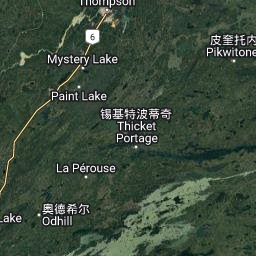 Thompson
6
皮奎托内
Pikwitone
Mystery Lake
Paint Lake
锡基特波蒂奇
Thicket
Portage
La Pérouse
奥德希尔
Odhill
Lake